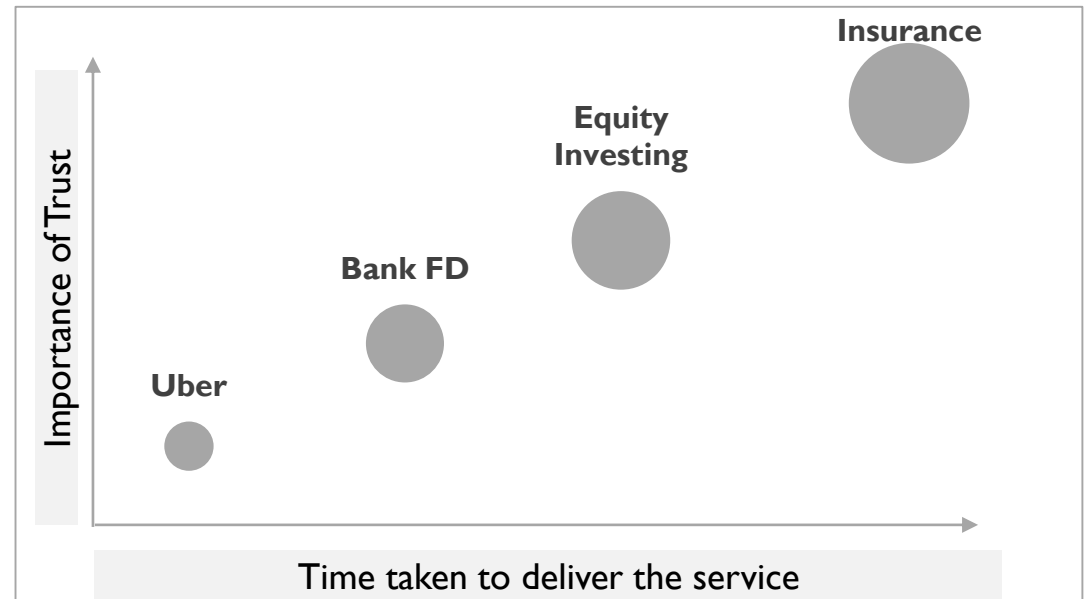 Insurance
Equity
Investing
Bank FD
Uber
Importance of Trust
Time taken to deliver the service